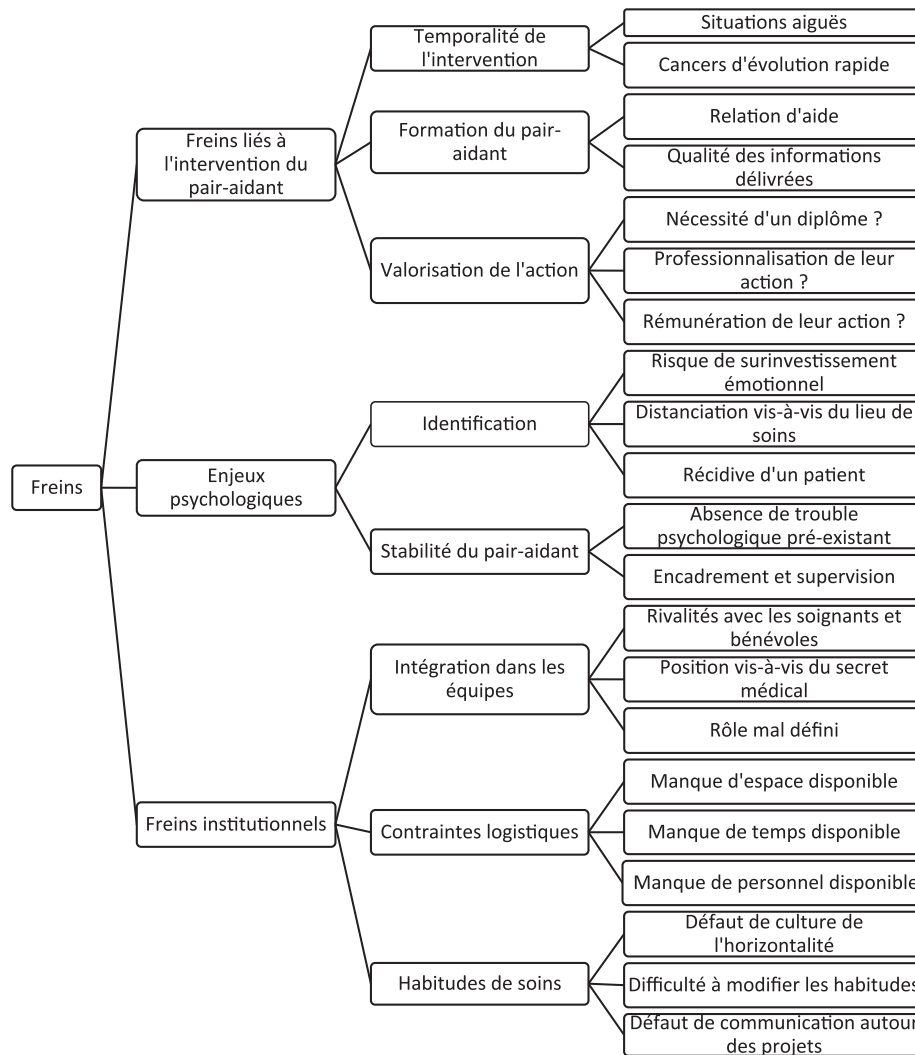 Freins
Freins liés à
l'intervention du
pair-aidant
Temporalité de
l'intervention
Situations aiguës
Cancers d'évolution rapide
Formation du pair-
aidant
Relation d'aide
Qualité des informations
délivrées
Valorisation de l'action
Nécessité d'un diplôme ?
Professionnalisation de leur
action ?
Rémunération de leur action ?
Enjeux
psychologiques
Identification
Risque de surinvestissement
émotionnel
Distanciation vis-à-vis du lieu de
soins
Récidive d'un patient
Stabilité du pair-aidant
Absence de trouble
psychologique pré-existant
Encadrement et supervision
Freins institutionnels
Intégration dans les
équipes
Rivalités avec les soignants et
bénévoles
Position vis-à-vis du secret
médical
Rôle mal défini
Contraintes logistiques
Manque d'espace disponible
Manque de temps disponible
Manque de personnel disponible
Habitudes de soins
Défaut de culture de
l'horizontalité
Difficulté à modifier les habitudes
Défaut de communication autour
des projets